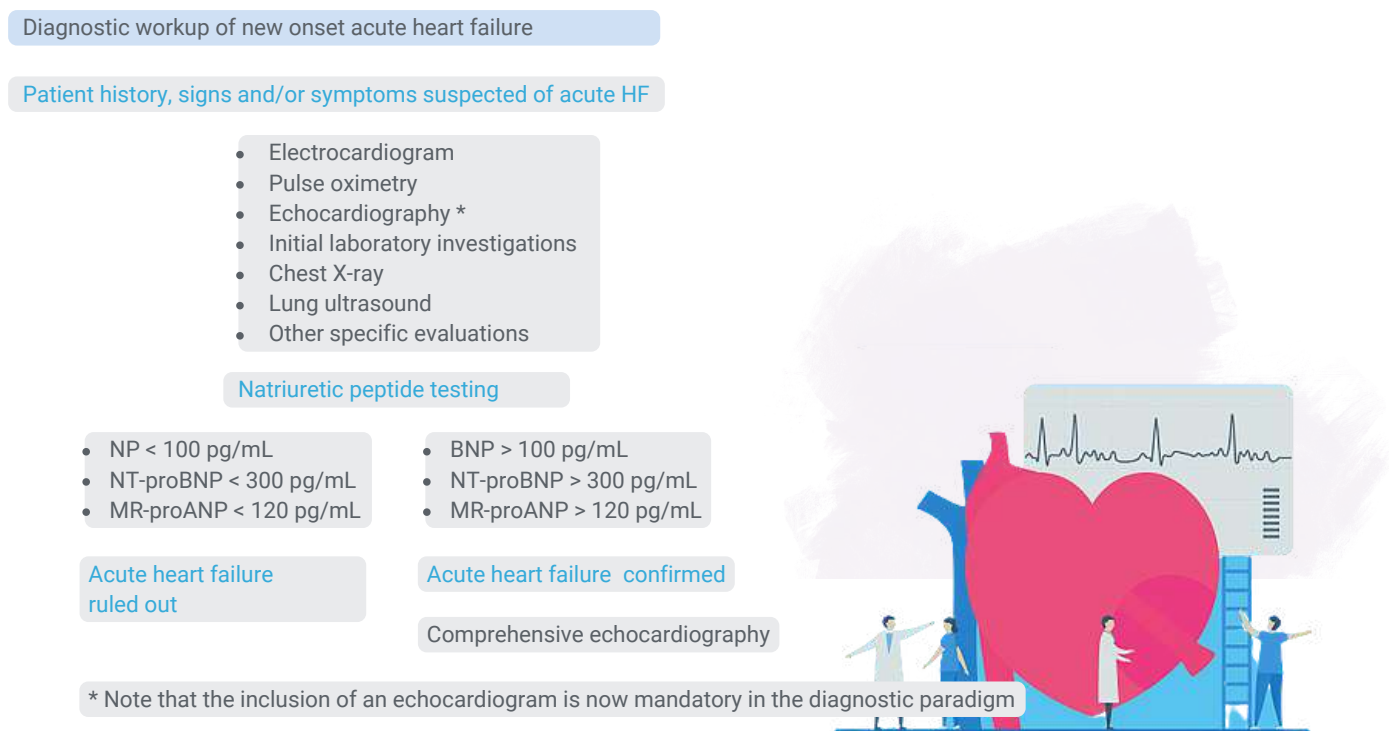 Diagnostic workup of new onset acute heart failure
Patient history, signs and/or symptoms suspected of acute HF
• Electrocardiogram
• Pulse oximetry
• Echocardiography *
• Initial laboratory investigations
• Chest X-ray
• Lung ultrasound
• Other specific evaluations
Natriuretic peptide testing
• NP < 100 pg/mL
• NT-proBNP < 300 pg/mL
• MR-proANP < 120 pg/mL
• BNP > 100 pg/mL
• NT-proBNP > 300 pg/mL
• MR-proANP > 120 pg/mL
Acute heart failure
ruled out
Acute heart failure confirmed
Comprehensive echocardiography
* Note that the inclusion of an echocardiogram is now mandatory in the diagnostic paradigm